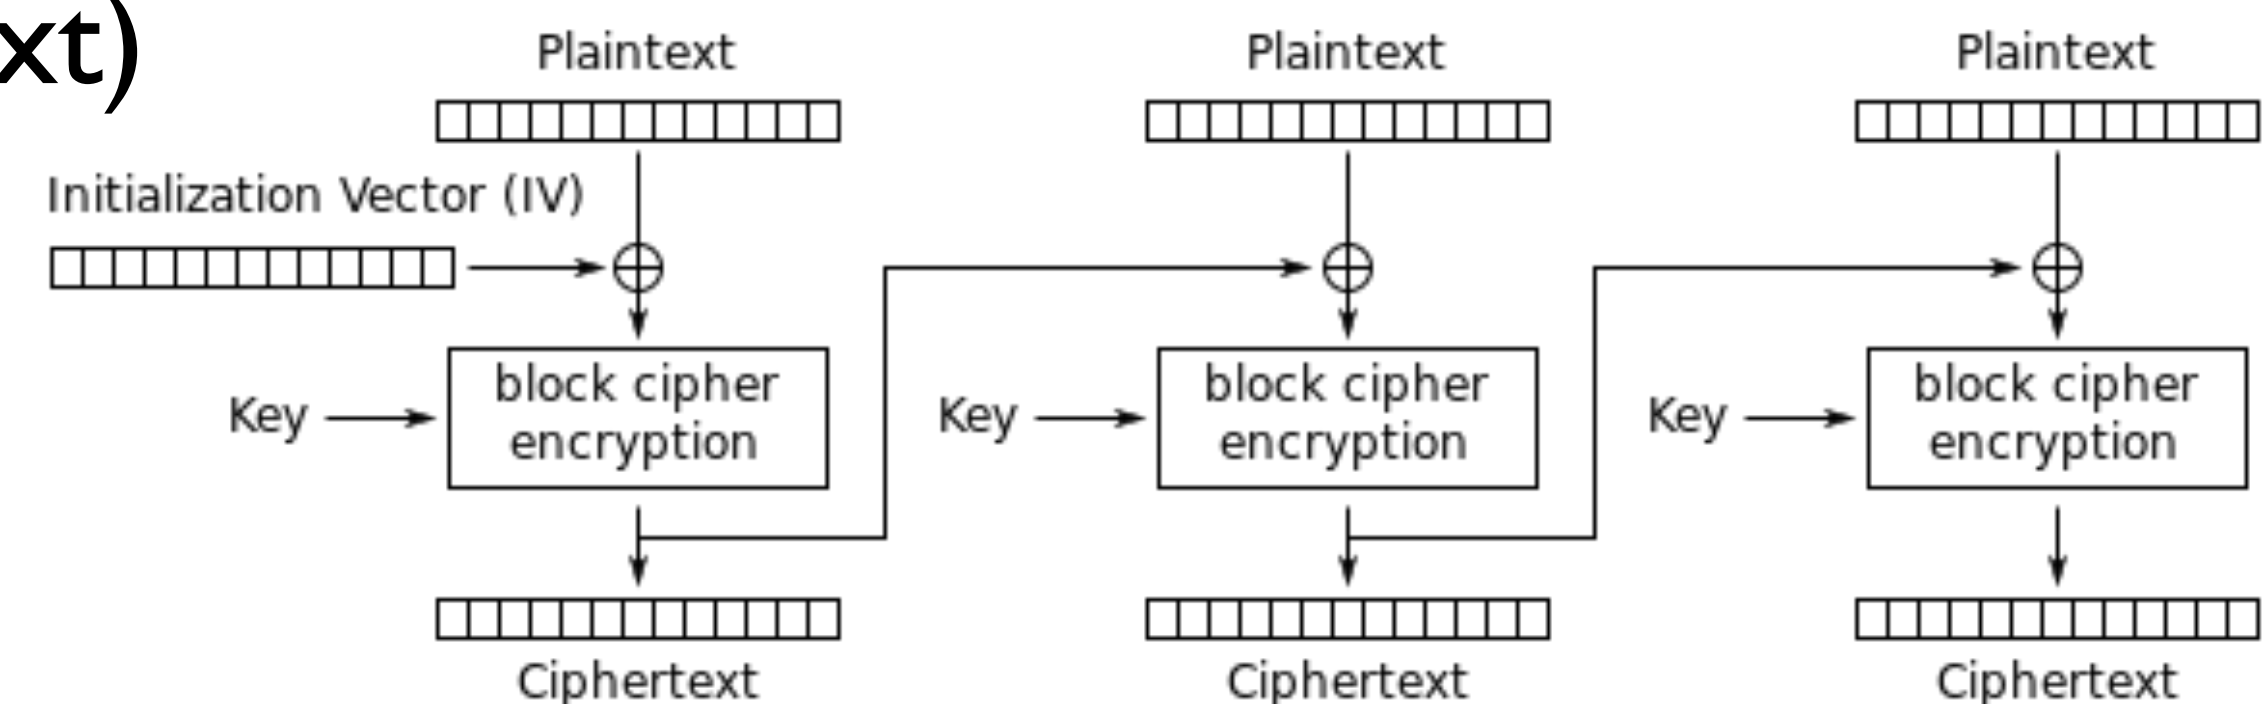 xt)
Plaintext Plaintext Plaintext
Initialization Vector (IV)
block cipher block cipher block cipher
Key Key Key
encryption encryption encryption
Ciphertext Ciphertext Ciphertext